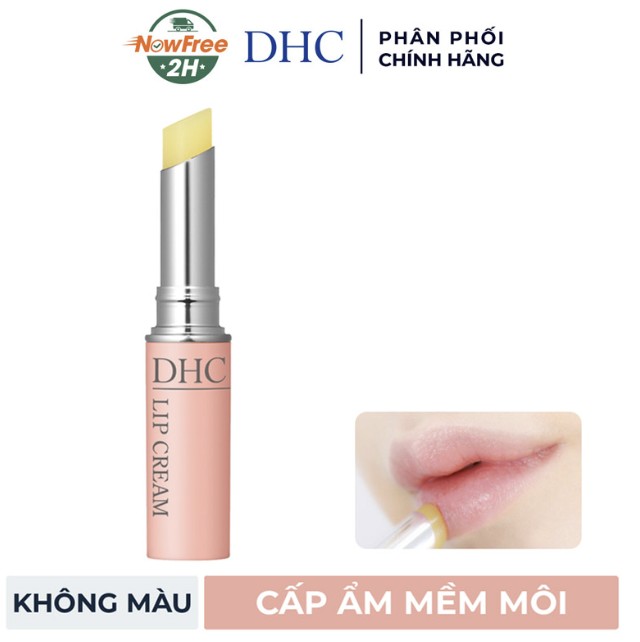 NowFree
2H
DHC
PHÂN PHỐI
CHÍNH HÃNG
DHC
LIP CREAM
KHÔNG MÀU
CẤP ẨM MỀM MÔI